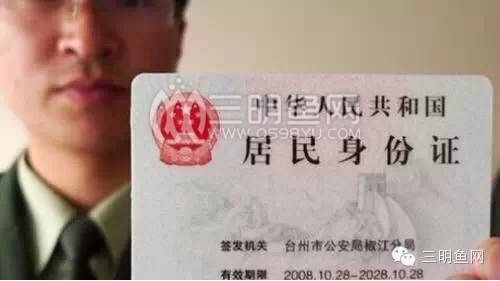 三明鱼网
WWW.0598YU.COM
中华人民共和国
居民身份证
签发机关 台州市公安局椒江分局
有效期限 2008.10.28-2028.10.28
三明鱼网